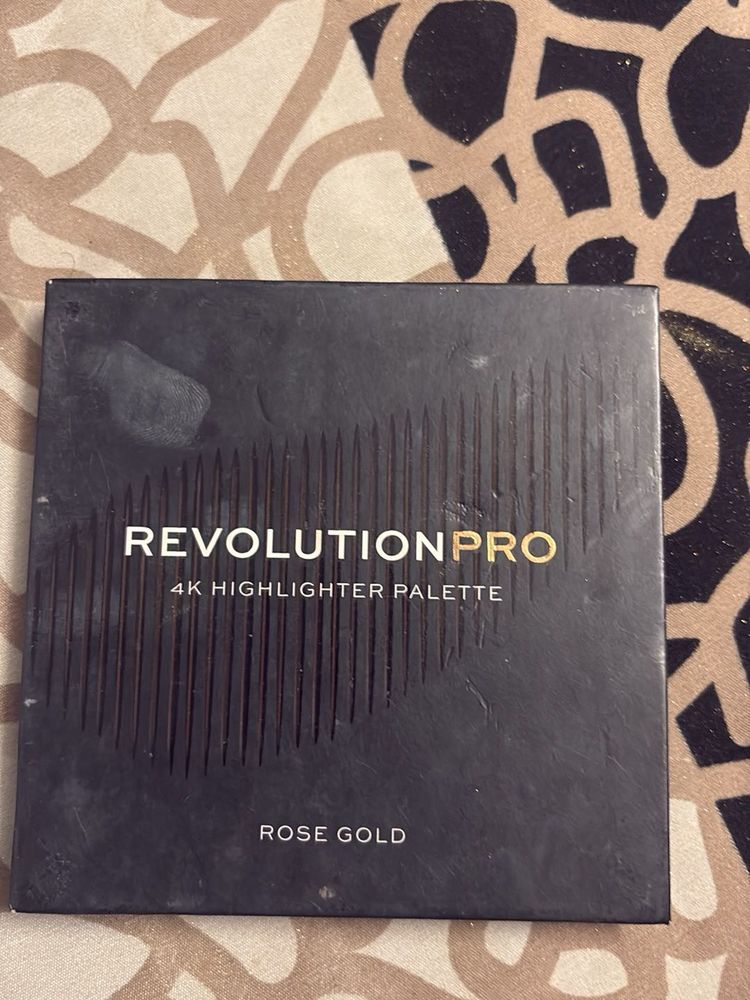 REVOLUTIONPRO
4K HIGHLIGHTER PALETTE
ROSE GOLD